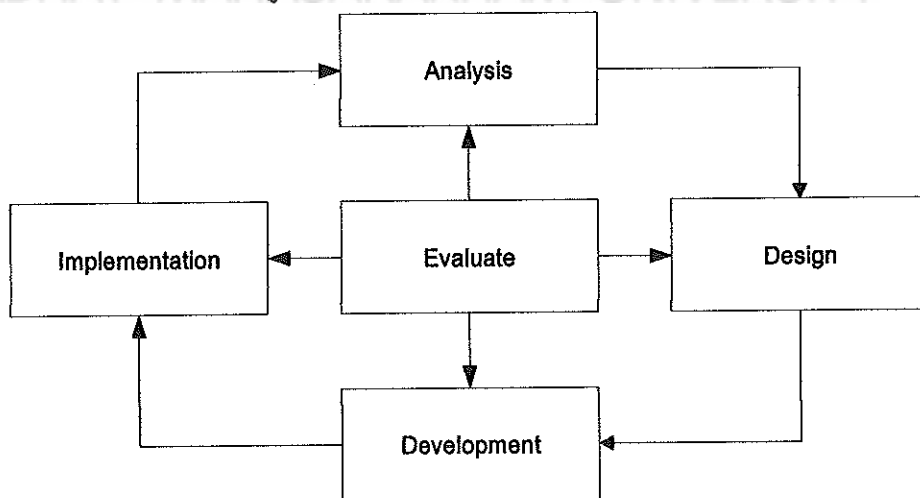 Analysis
Implementation
Evaluate
Design
Development